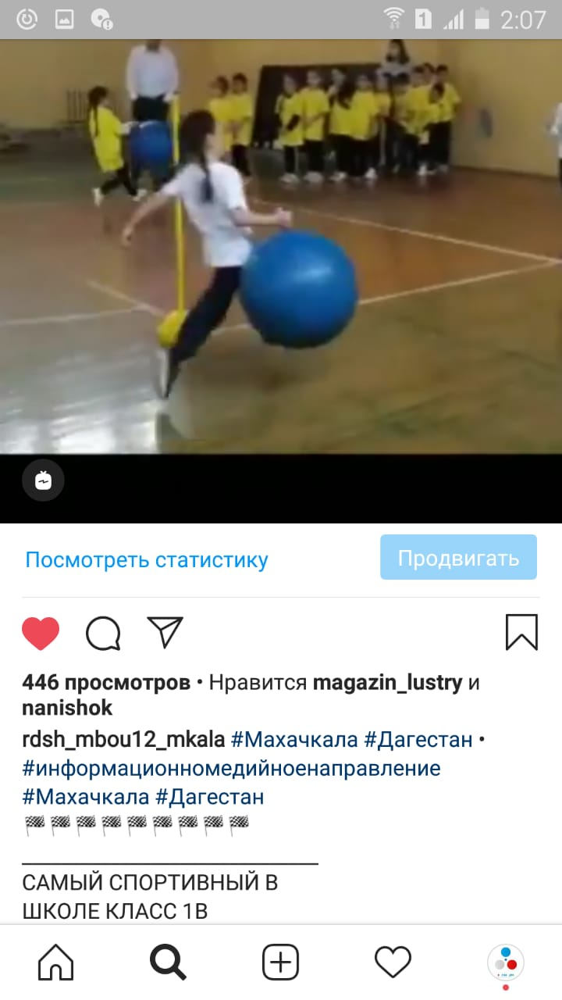 1 2:07
Посмотреть статистику
Продвигать
446 просмотров • Нравится magazin_lustry и
nanishok
rdsh_mbou12_mkala #Махачкала #Дагестан •
#информационномедийноенаправление
#Махачкала #Дагестан
САМЫЙ СПОРТИВНЫЙ В
ШКОЛЕ КЛАСС 1В